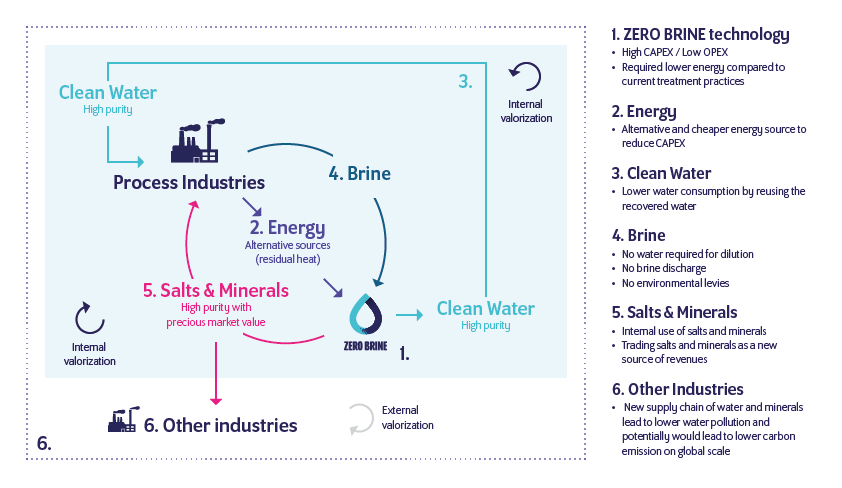 Clean Water
High purity
3.
Internal
valorization
Process Industries
4. Brine
2. Energy
Alternative sources
(residual heat)
5. Salts & Minerals
High purity with
precious market value
Clean Water
High purity
Internal
valorization
ZERO BRINE
1.
6. Other industries
External
valorization
6.
1. ZERO BRINE technology
• High CAPEX / Low OPEX
• Required lower energy compared to
current treatment practices
2. Energy
• Alternative and cheaper energy source to
reduce CAPEX
3. Clean Water
• Lower water consumption by reusing the
recovered water
4. Brine
• No water required for dilution
• No brine discharge
• No environmental levies
5. Salts & Minerals
• Internal use of salts and minerals
• Trading salts and minerals as a new
source of revenues
6. Other Industries
• New supply chain of water and minerals
lead to lower water pollution and
potentially would lead to lower carbon
emission on global scale